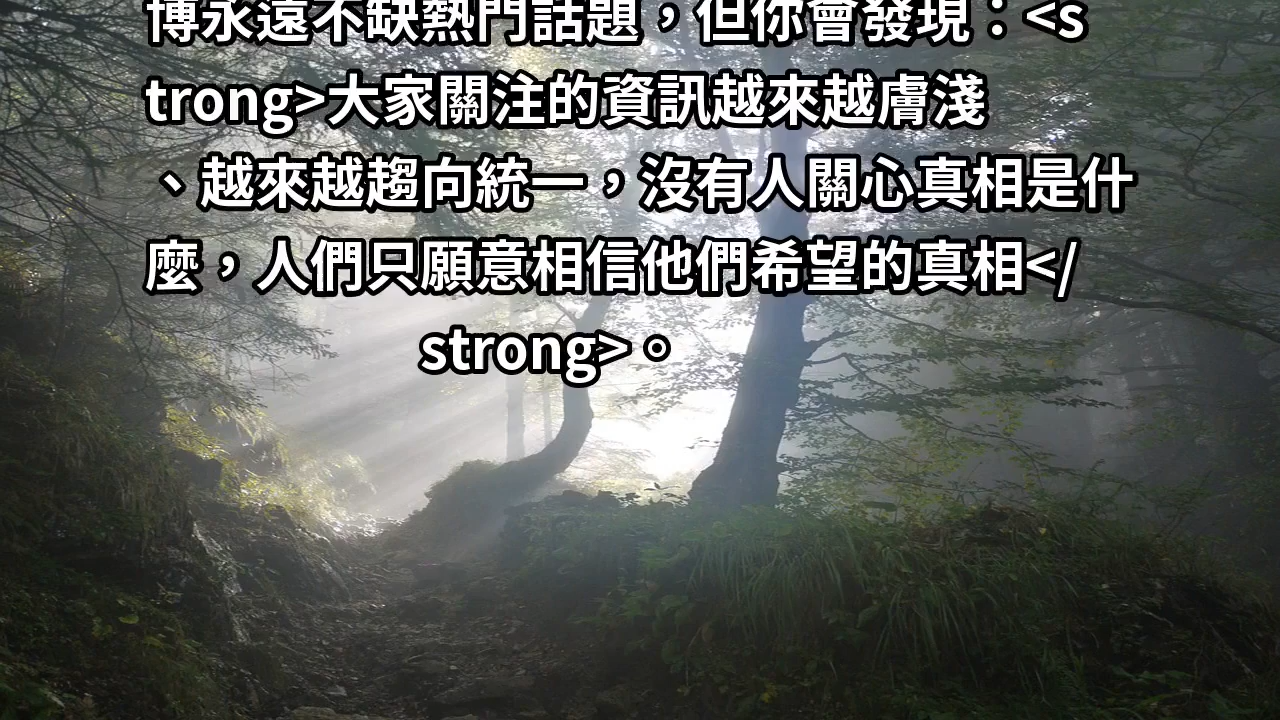 博永遠不缺熱門話題，但你會發現：<s
trong>大家關注的資訊越來越膚淺
、越來越趨向統一，沒有人關心真相是什
麼，人們只願意相信他們希望的真相</
strong>。